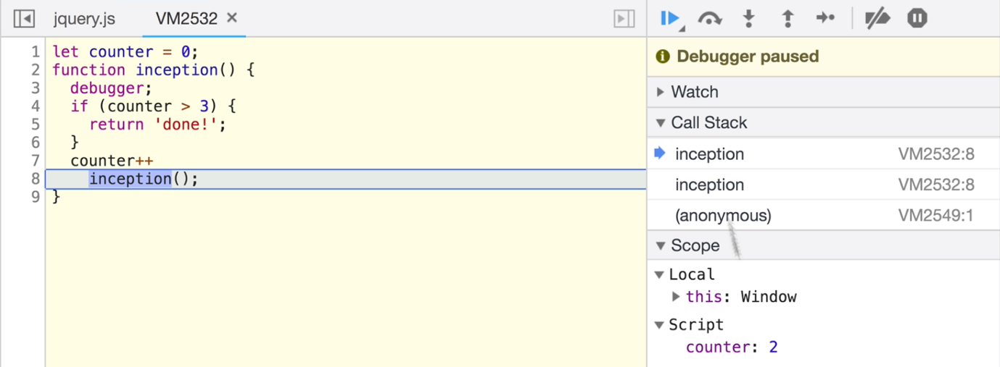 jquery.js VM2532 ×
1 let counter = 0;
2 function inception() {
3 debugger;
4 if (counter > 3) {
5 return 'done!';
6 }
7 counter++
8 inception();
9 }
Debugger paused
Watch
Call Stack
inception VM2532:8
inception VM2532:8
(anonymous) VM2549:1
Scope
Local
this: Window
Script
counter: 2